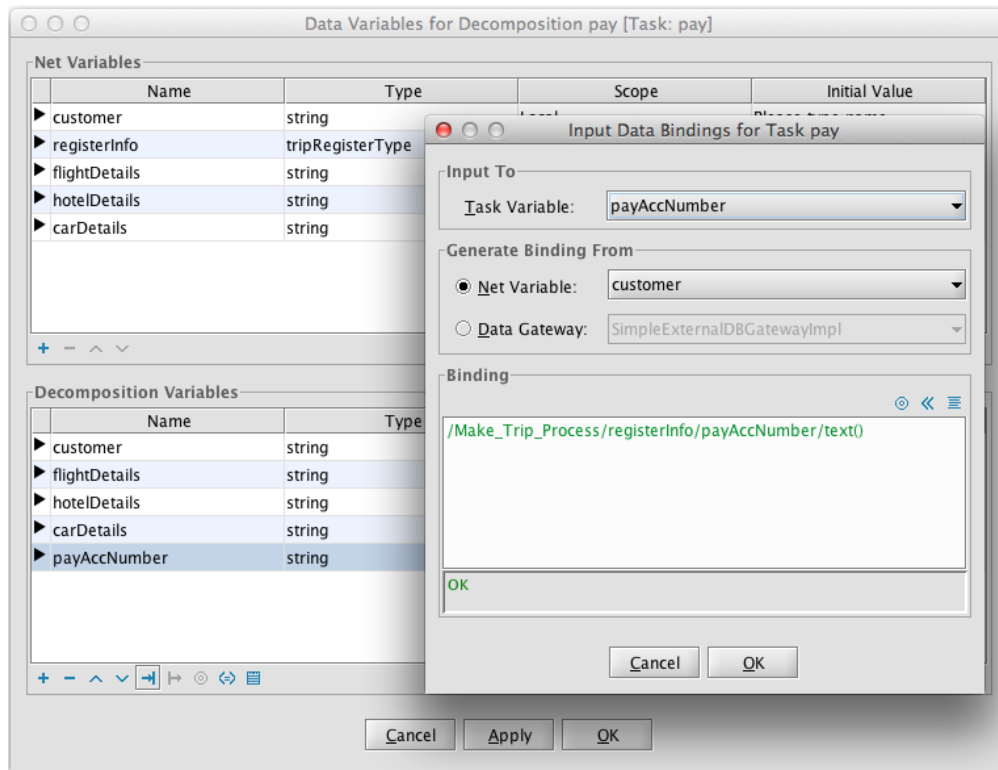 Data Variables for Decomposition pay [Task: pay]
Net Variables
Name Type Scope Initial Value
customer string
registerInfo tripRegisterType
flightDetails string
hotelDetails string
carDetails string
Decomposition Variables
Name Type
customer string
flightDetails string
hotelDetails string
carDetails string
payAccNumber string
Cancel Apply OK
Input Data Bindings for Task pay
Input To
Task Variable: payAccNumber
Generate Binding From
Net Variable: customer
Data Gateway: SimpleExternalDBGatewayImpl
Binding
/Make_Trip_Process/registerInfo/payAccNumber/text()
OK
Cancel OK